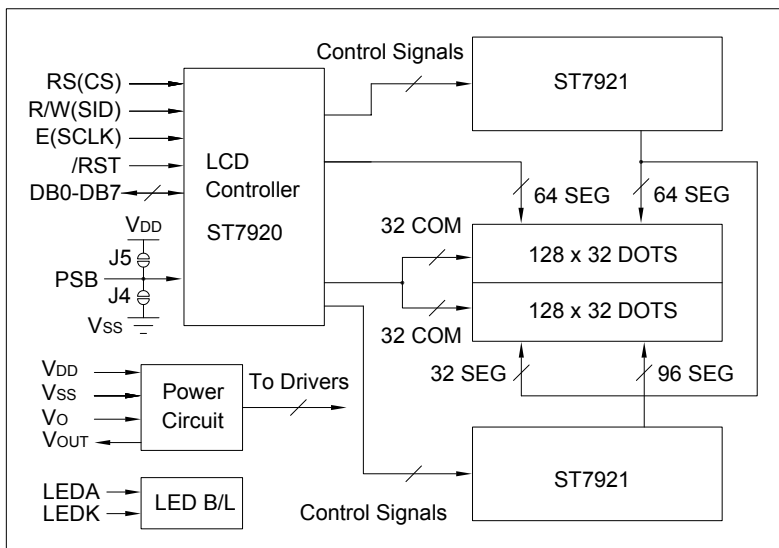 Control Signals
ST7921
RS(CS)
R/W(SID)
E(SCLK)
/RST
DB0-DB7
LCD
Controller
ST7920
64 SEG
64 SEG
VDD
J5
PSB
J4
VSS
32 COM
128 x 32 DOTS
128 x 32 DOTS
32 COM
32 SEG
96 SEG
VDD
VSS
VO
VOUT
Power
Circuit
To Drivers
LEDA
LEDK
LED B/L
Control Signals
ST7921